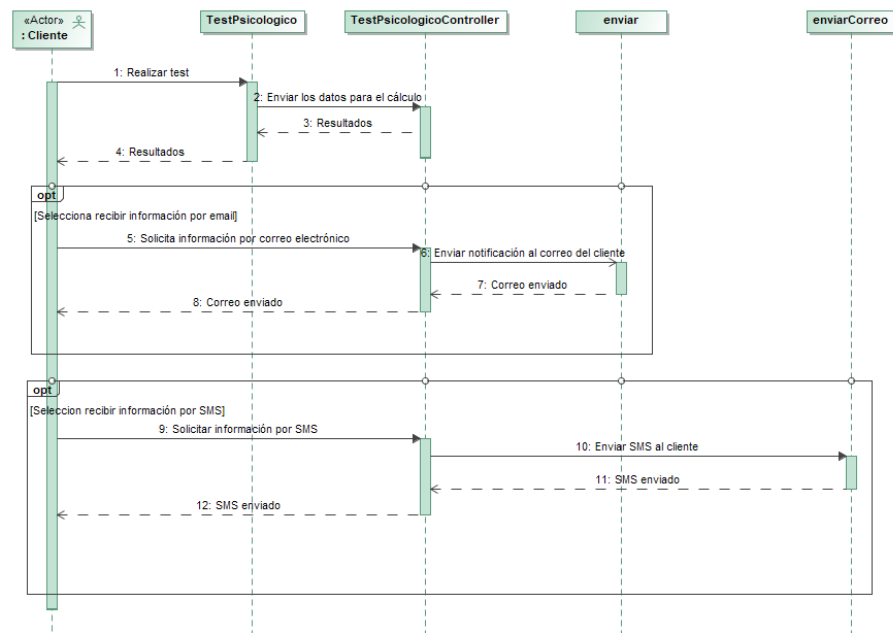 «Actor»
: Cliente
TestPsicologico
TestPsicologicoController
enviar
enviarCorreo
1: Realizar test
2: Enviar los datos para el cálculo
3: Resultados
4: Resultados
opt
[Selecciona recibir información por email]
5: Solicita información por correo electrónico
6: Enviar notificación al correo del cliente
7: Correo enviado
8: Correo enviado
opt
[Seleccion recibir información por SMS]
9: Solicitar información por SMS
10: Enviar SMS al cliente
11: SMS enviado
12: SMS enviado